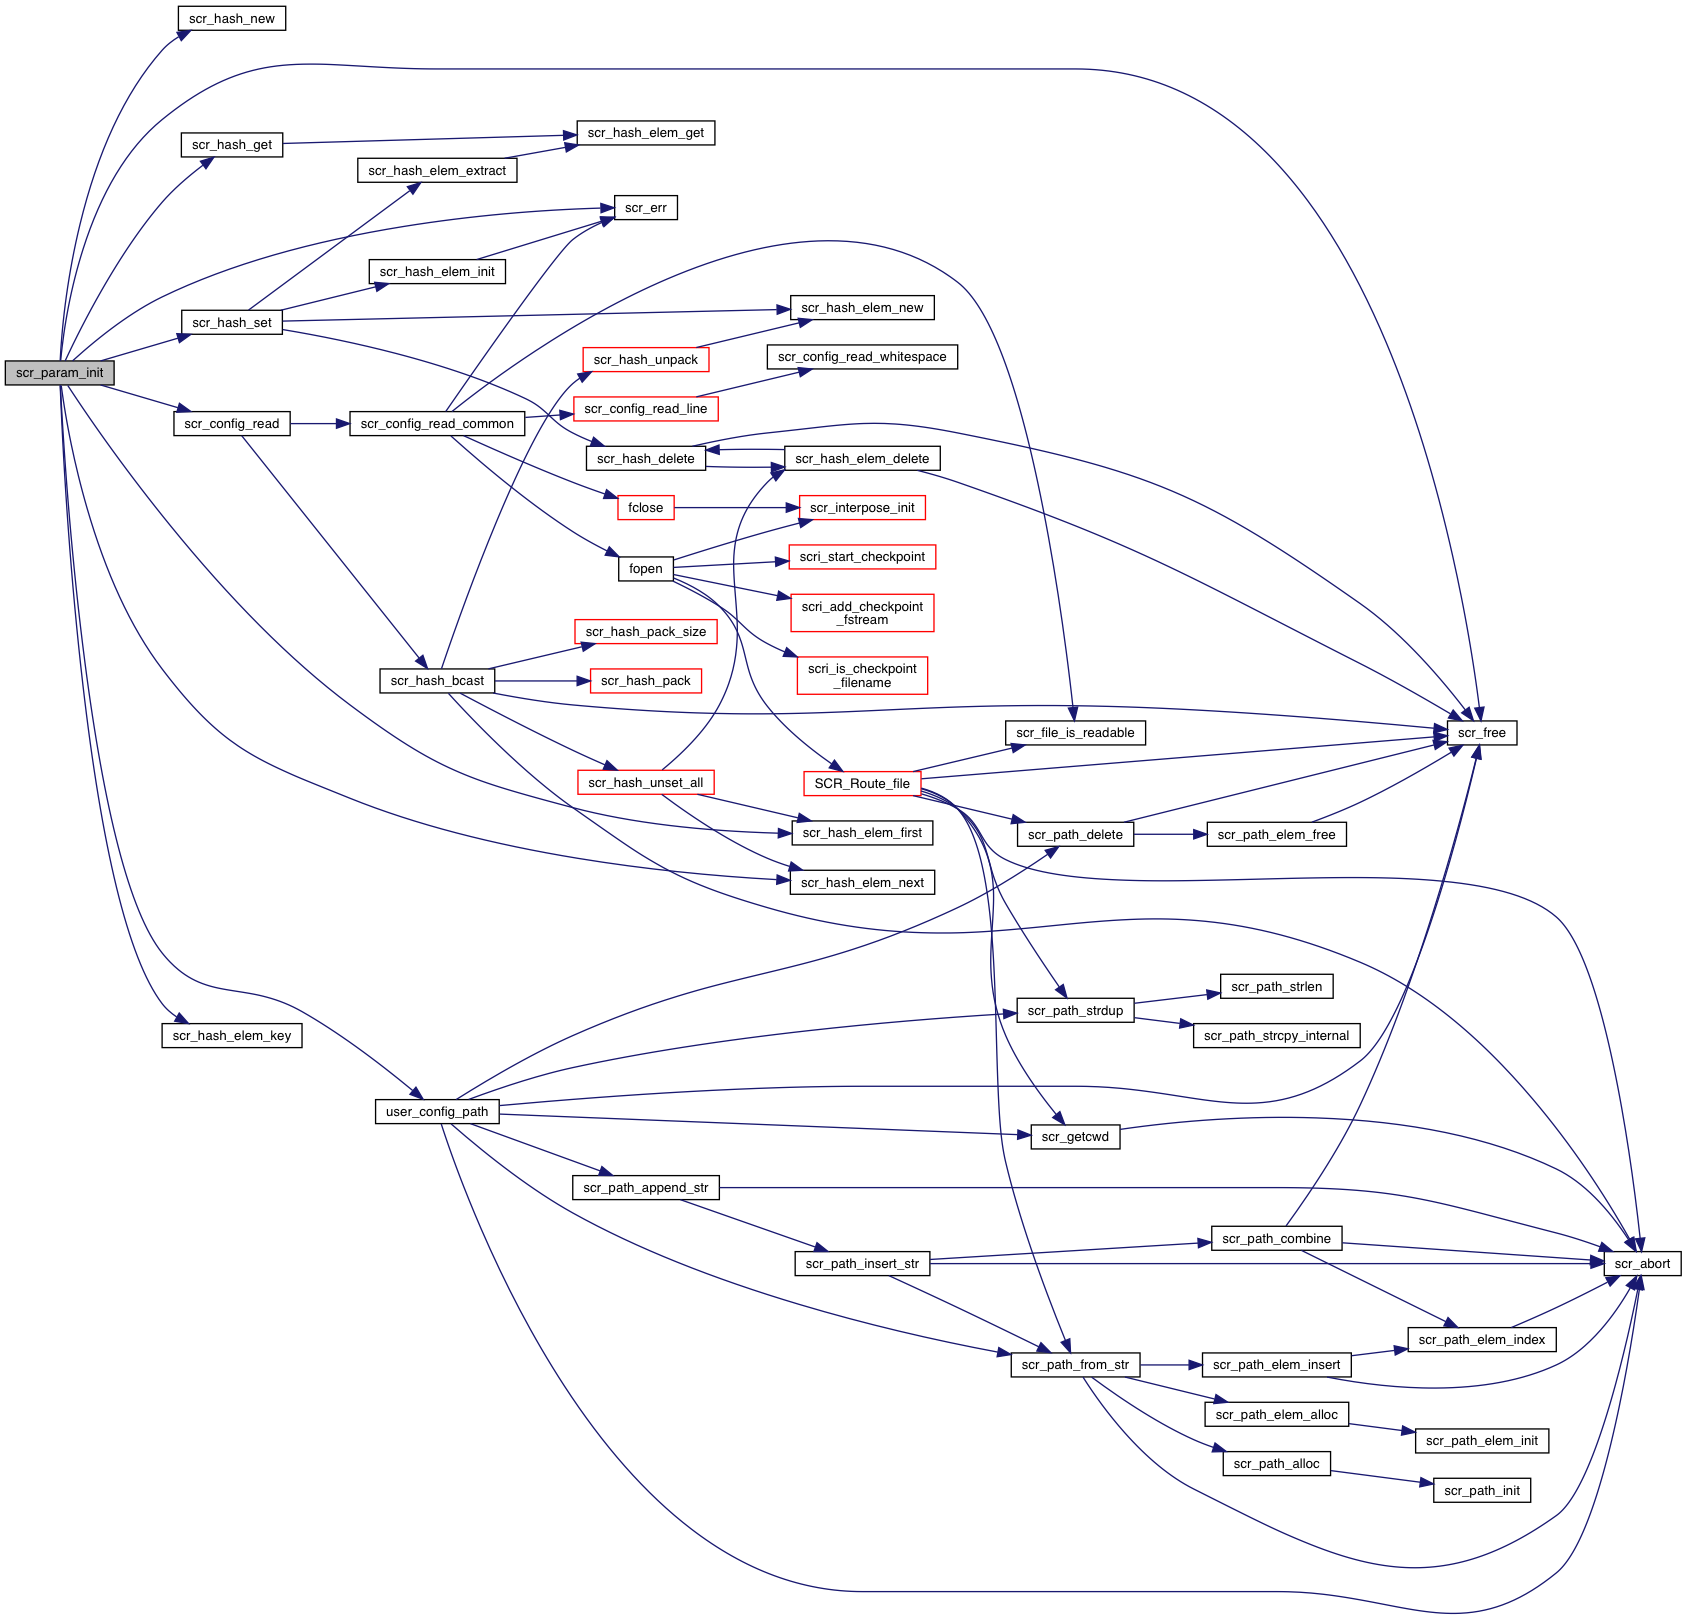 scr_hash_new
scr_hash_elem_get
scr_hash_get
scr_hash_elem_extract
scr_err
scr_hash_elem_init
scr_hash_elem_new
scr_hash_set
scr_config_read_whitespace
scr_hash_unpack
scr_param_init
scr_config_read_line
scr_config_read
scr_config_read_common
scr_hash_delete
scr_hash_elem_delete
fclose
scr_interpose_init
scri_start_checkpoint
fopen
scri_add_checkpoint
_fstream
scr_hash_pack_size
scri_is_checkpoint
_filename
scr_hash_bcast
scr_hash_pack
scr_file_is_readable
scr_free
scr_hash_unset_all
SCR_Route_file
scr_hash_elem_first
scr_path_delete
scr_path_elem_free
scr_hash_elem_next
scr_path_strlen
scr_path_strdup
scr_hash_elem_key
scr_path_strcpy_internal
user_config_path
scr_getcwd
scr_path_append_str
scr_path_combine
scr_path_insert_str
scr_abort
scr_path_elem_index
scr_path_from_str
scr_path_elem_insert
scr_path_elem_alloc
scr_path_elem_init
scr_path_alloc
scr_path_init